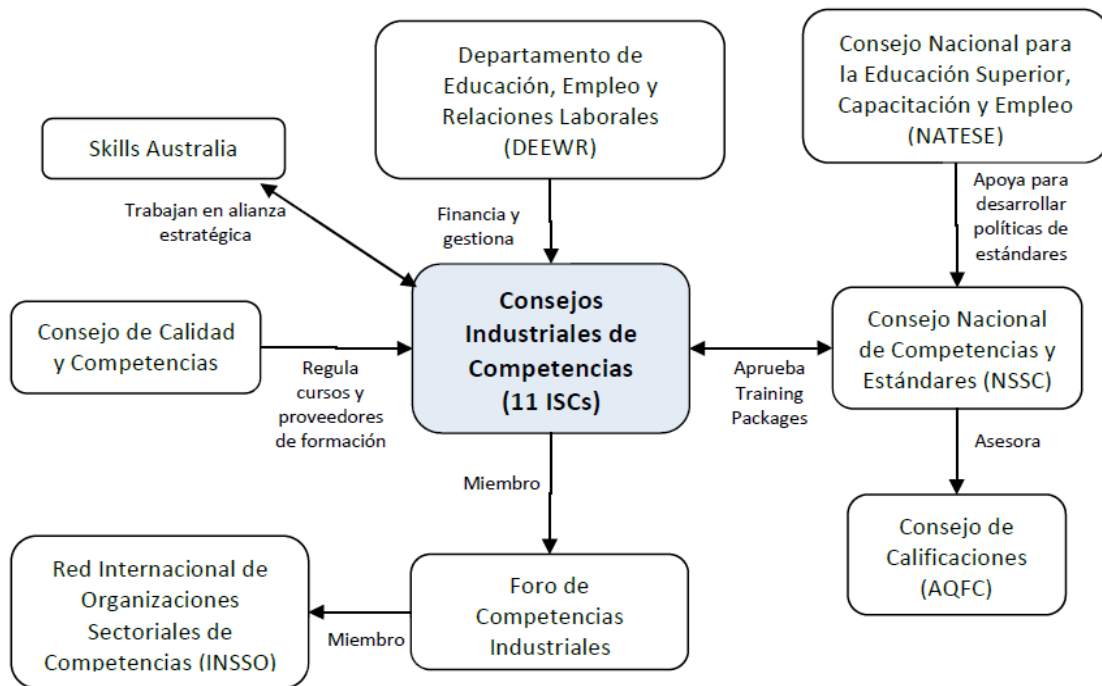 Departamento de
Educación, Empleo y
Relaciones Laborales
(DEEWR)
Consejo Nacional para
la Educación Superior,
Capacitación y Empleo
(NATESE)
Skills Australia
Trabajan en alianza
estratégica
Financia y
gestiona
Apoya para
desarrollar
políticas de
estándares
Consejo de Calidad
y Competencias
Regula
cursos y
proveedores
de formación
Consejos
Industriales de
Competencias
(11 ISCs)
Aprueba
Training
Packages
Consejo Nacional
de Competencias y
Estándares (NSSC)
Miembro
Asesora
Red Internacional de
Organizaciones
Sectoriales de
Competencias (INSSO)
Miembro
Foro de
Competencias
Industriales
Consejo de
Calificaciones
(AQFC)